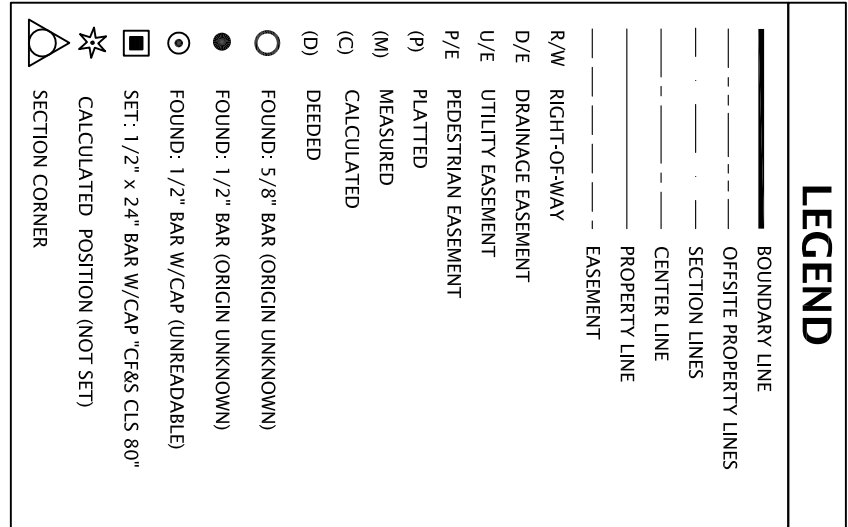 LEGEND
BOUNDARY LINE
OFFSITE PROPERTY LINES
SECTION LINES
CENTER LINE
PROPERTY LINE
EASEMENT
R/W RIGHT-OF-WAY
D/E DRAINAGE EASEMENT
U/E UTILITY EASEMENT
P/E PEDESTRIAN EASEMENT
(P) PLATTED
(M) MEASURED
(C) CALCULATED
(D) DEEDED
FOUND: 5/8" BAR (ORIGIN UNKNOWN)
FOUND: 1/2" BAR (ORIGIN UNKNOWN)
FOUND: 1/2" BAR W/CAP (UNREADABLE)
SET: 1/2" x 24" BAR W/CAP "CF&S CLS 80"
CALCULATED POSITION (NOT SET)
SECTION CORNER